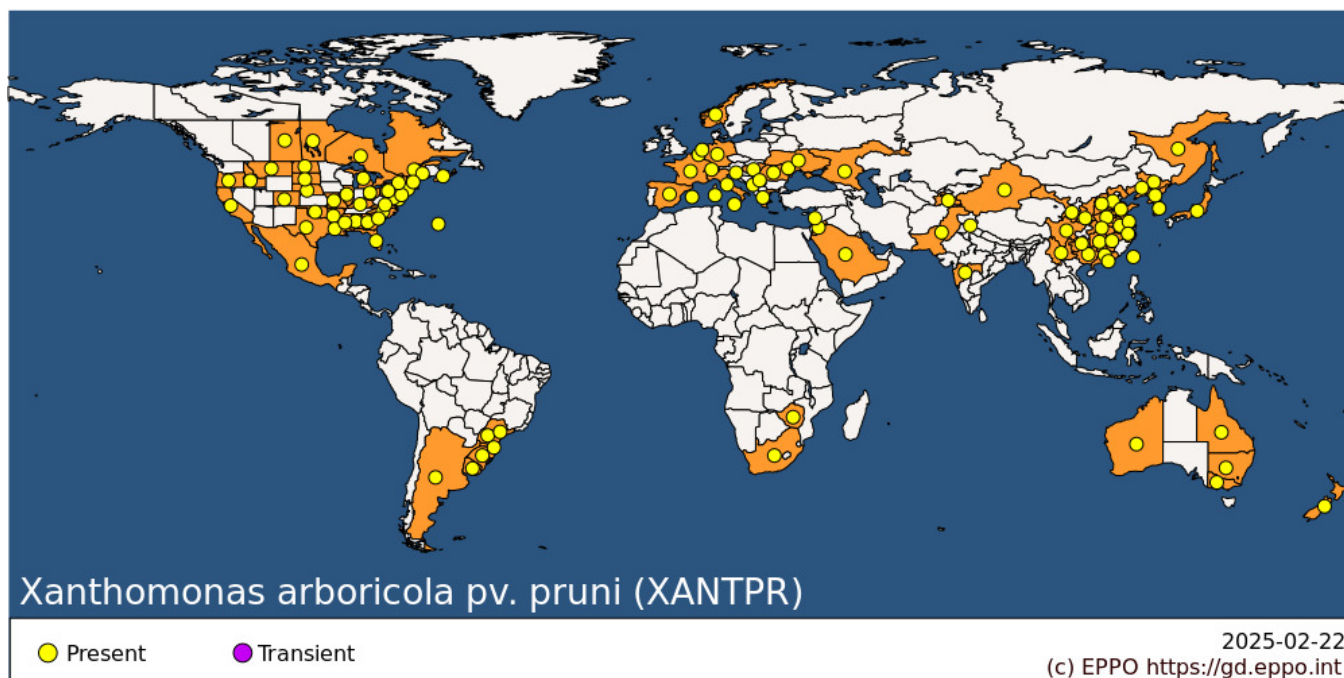 Xanthomonas arboricola pv. pruni (XANTPR)
Present
Transient
2025-02-22
(c) EPPO https://gd.eppo.int